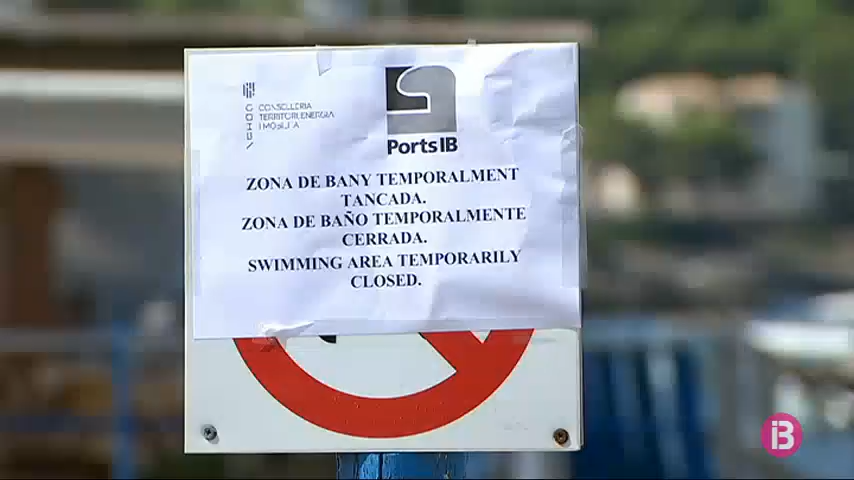 CONSELLERIA
TERRITORI, ENERGIA
I MOBILITAT
PortsIB
ZONA DE BANY TEMPORALMENT
TANCADA.
ZONA DE BAÑO TEMPORALMENTE
CERRADA.
SWIMMING AREA TEMPORARILY
CLOSED.
iB